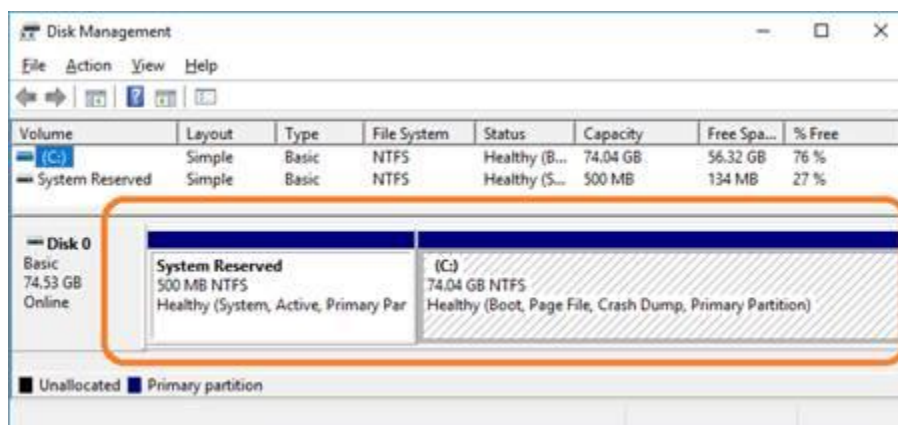 Disk Management
File Action View Help
Volume Layout Type File System Status Capacity Free Spa... % Free
(C:) Simple Basic NTFS Healthy (B... 74.04 GB 56.32 GB 76 %
System Reserved Simple Basic NTFS Healthy (S... 500 MB 134 MB 27 %
Disk 0
Basic
74.53 GB
Online
System Reserved
500 MB NTFS
Healthy (System, Active, Primary Par
(C:)
74.04 GB NTFS
Healthy (Boot, Page File, Crash Dump, Primary Partition)
Unallocated Primary partition